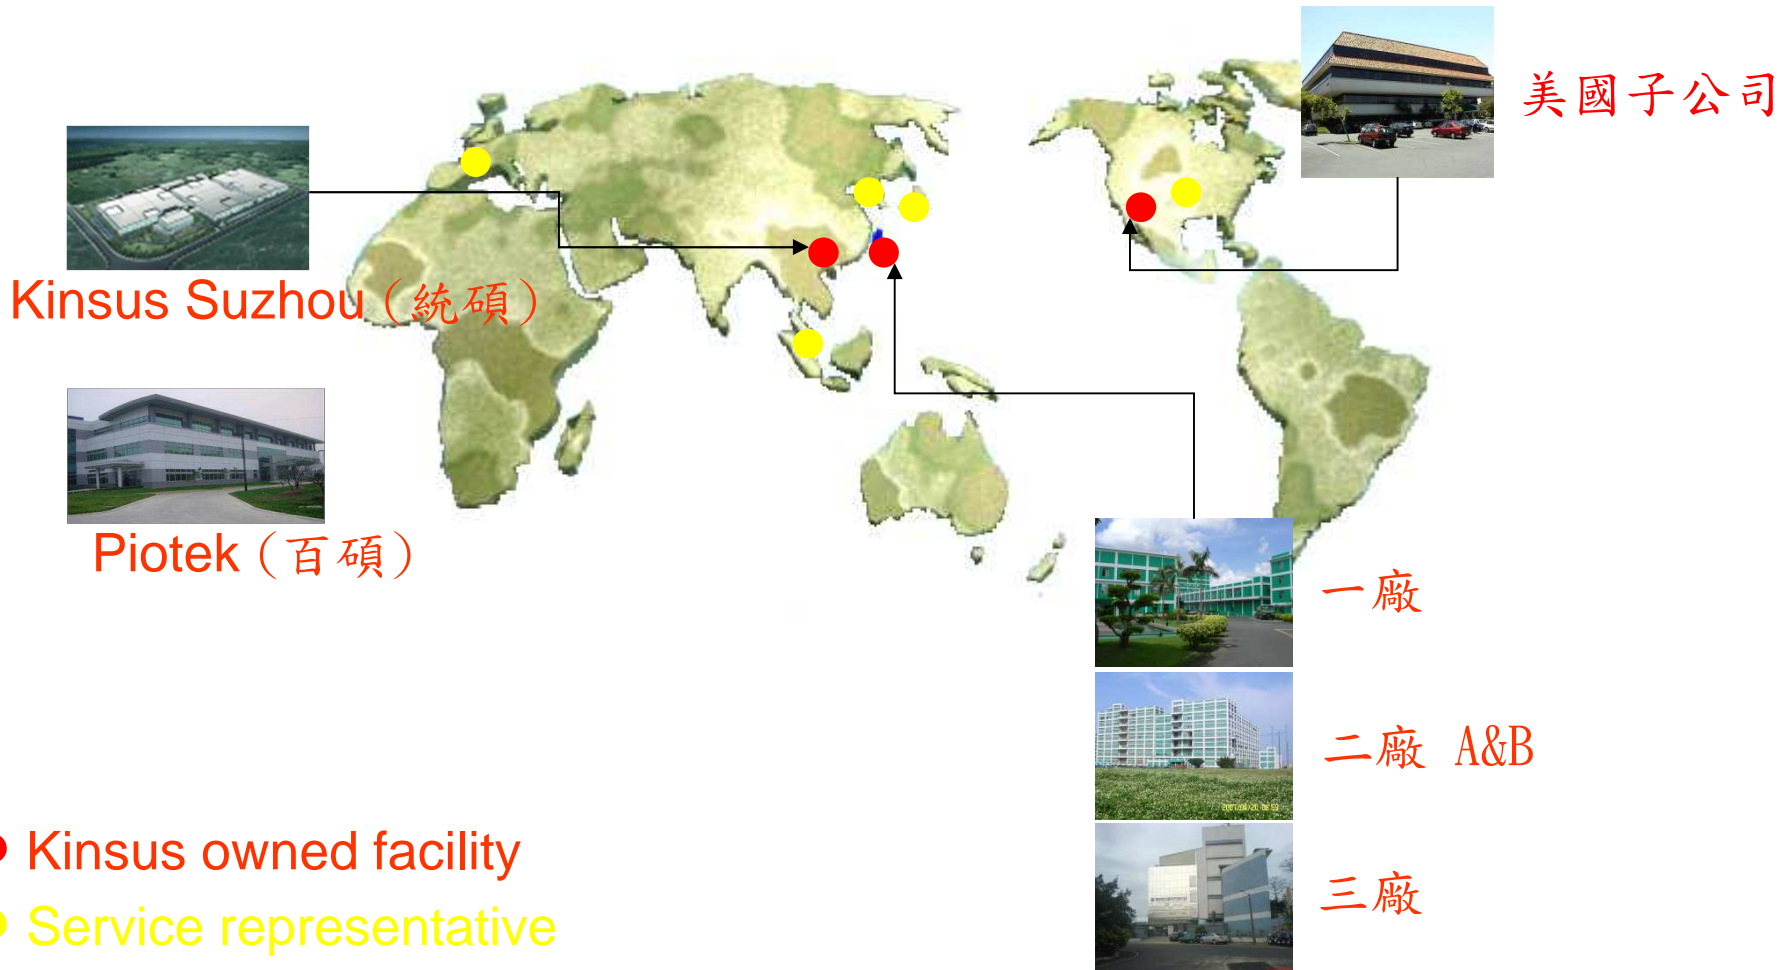 美國子公司
Kinsus Suzhou(統碩)
Piotek(百碩)
一廠
二廠 A&B
三廠
Kinsus owned facility
Service representative